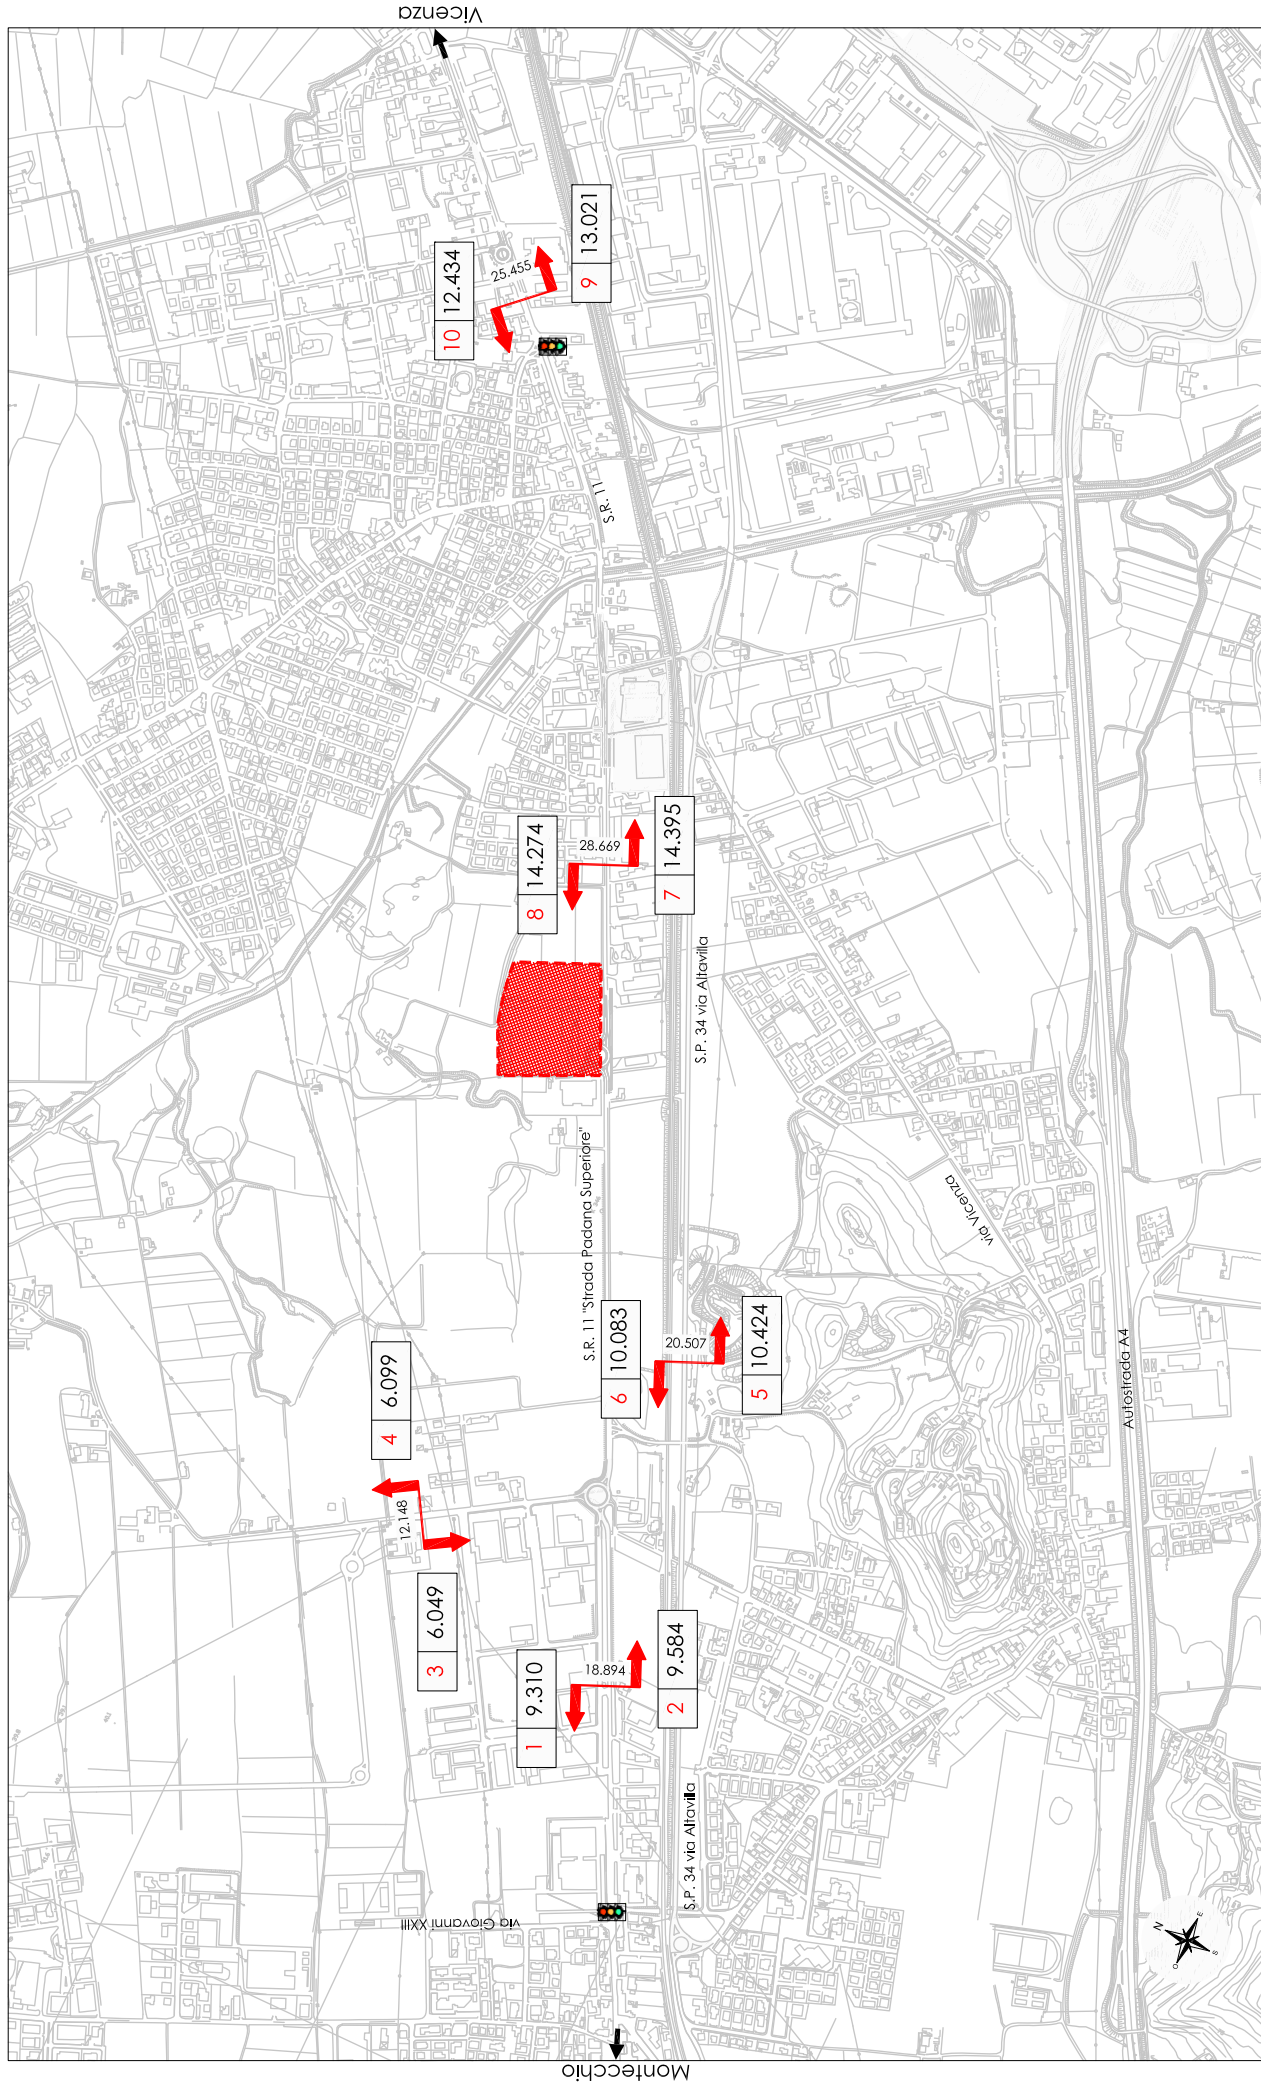 Vicenza
10 12.434
25.455
9 13.021
S.R. 11
8 14.274
28.669
7 14.395
S.P. 34 via Altavilla
S.R. 11 "Strada Padana Superiore"
via Vicenza
4 6.099
12.148
3 6.049
6 10.083
20.507
5 10.424
Autostrada A4
1 9.310
18.894
2 9.584
S.P. 34 via Altavilla
via Giovanni XXIII
Montecchio
N
E
S
O